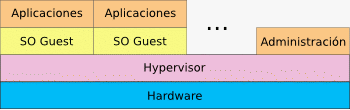 Aplicaciones Aplicaciones
...
SO Guest SO Guest Administración
Hypervisor
Hardware